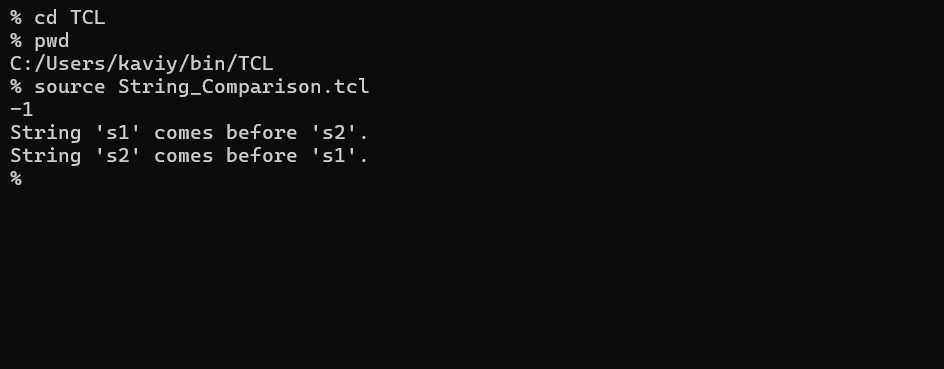 % cd TCL
% pwd
C:/Users/kaviy/bin/TCL
% source String_Comparison.tcl
-1
String 's1' comes before 's2'.
String 's2' comes before 's1'.
%